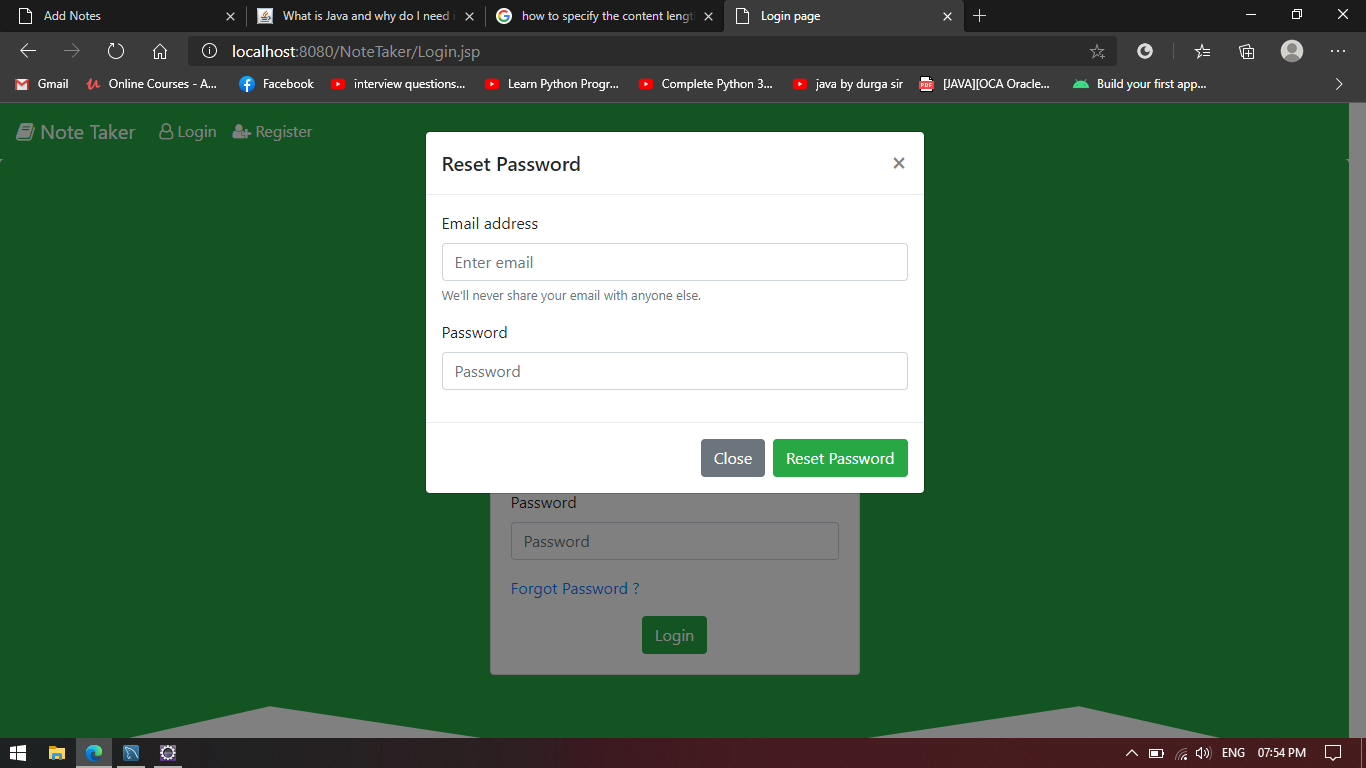 Add Notes
What is Java and why do I need i
how to specify the content lengt
Login page
localhost:8080/NoteTaker/Login.jsp
Gmail
Online Courses - A...
Facebook
interview questions...
Learn Python Progr...
Complete Python 3...
java by durga sir
[JAVA][OCA Oracle...
Build your first app...
Note Taker
Login
Register
Reset Password
×
Email address
Enter email
We'll never share your email with anyone else.
Password
Password
Close
Reset Password
Password
Password
Forgot Password ?
Login
ENG
07:54 PM